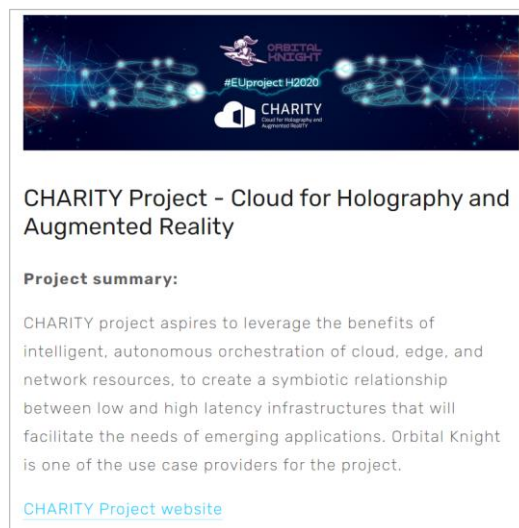 ORBITAL
KNIGHT
#EUproject H2020
CHARITY
Cloud for Holography and
Augmented RealITY
CHARITY Project - Cloud for Holography and
Augmented Reality
Project summary:
CHARITY project aspires to leverage the benefits of
intelligent, autonomous orchestration of cloud, edge, and
network resources, to create a symbiotic relationship
between low and high latency infrastructures that will
facilitate the needs of emerging applications. Orbital Knight
is one of the use case providers for the project.
CHARITY Project website